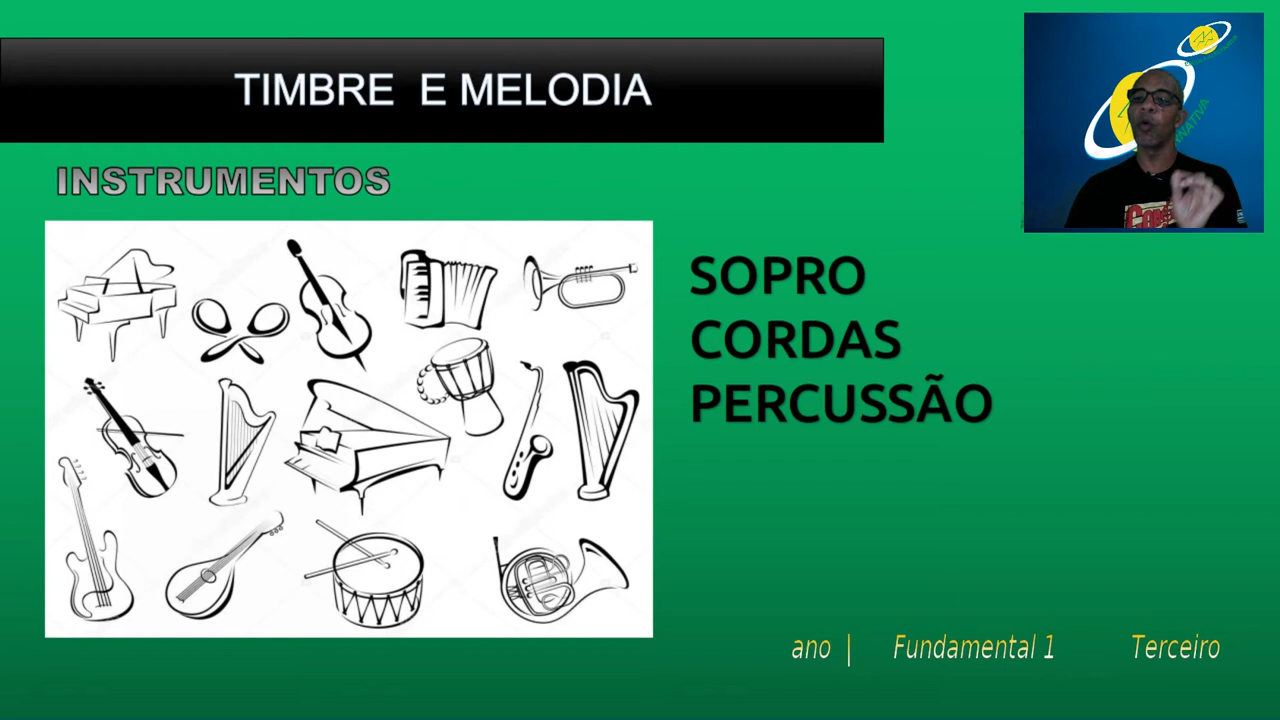 TIMBRE E MELODIA
INSTRUMENTOS
SOPRO
CORDAS
PERCUSSÃO
ano | Fundamental 1 Terceiro